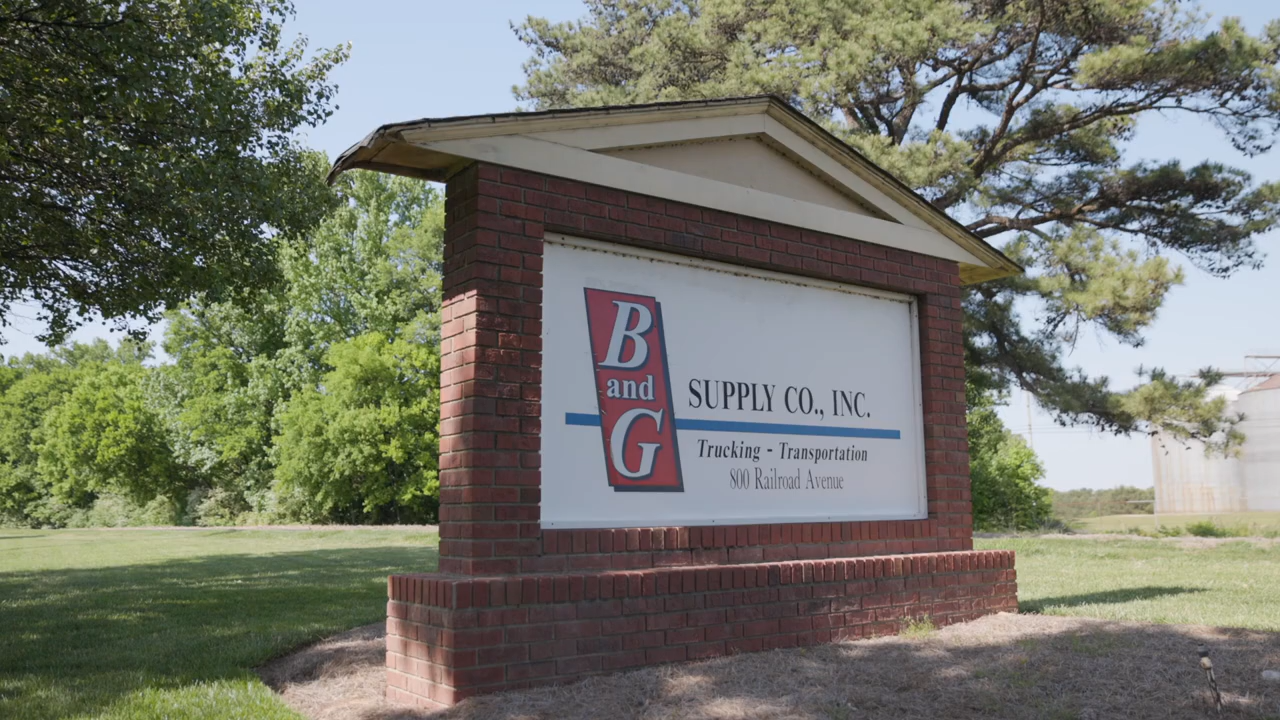 B
and
G
SUPPLY CO., INC.
Trucking - Transportation
800 Railroad Avenue